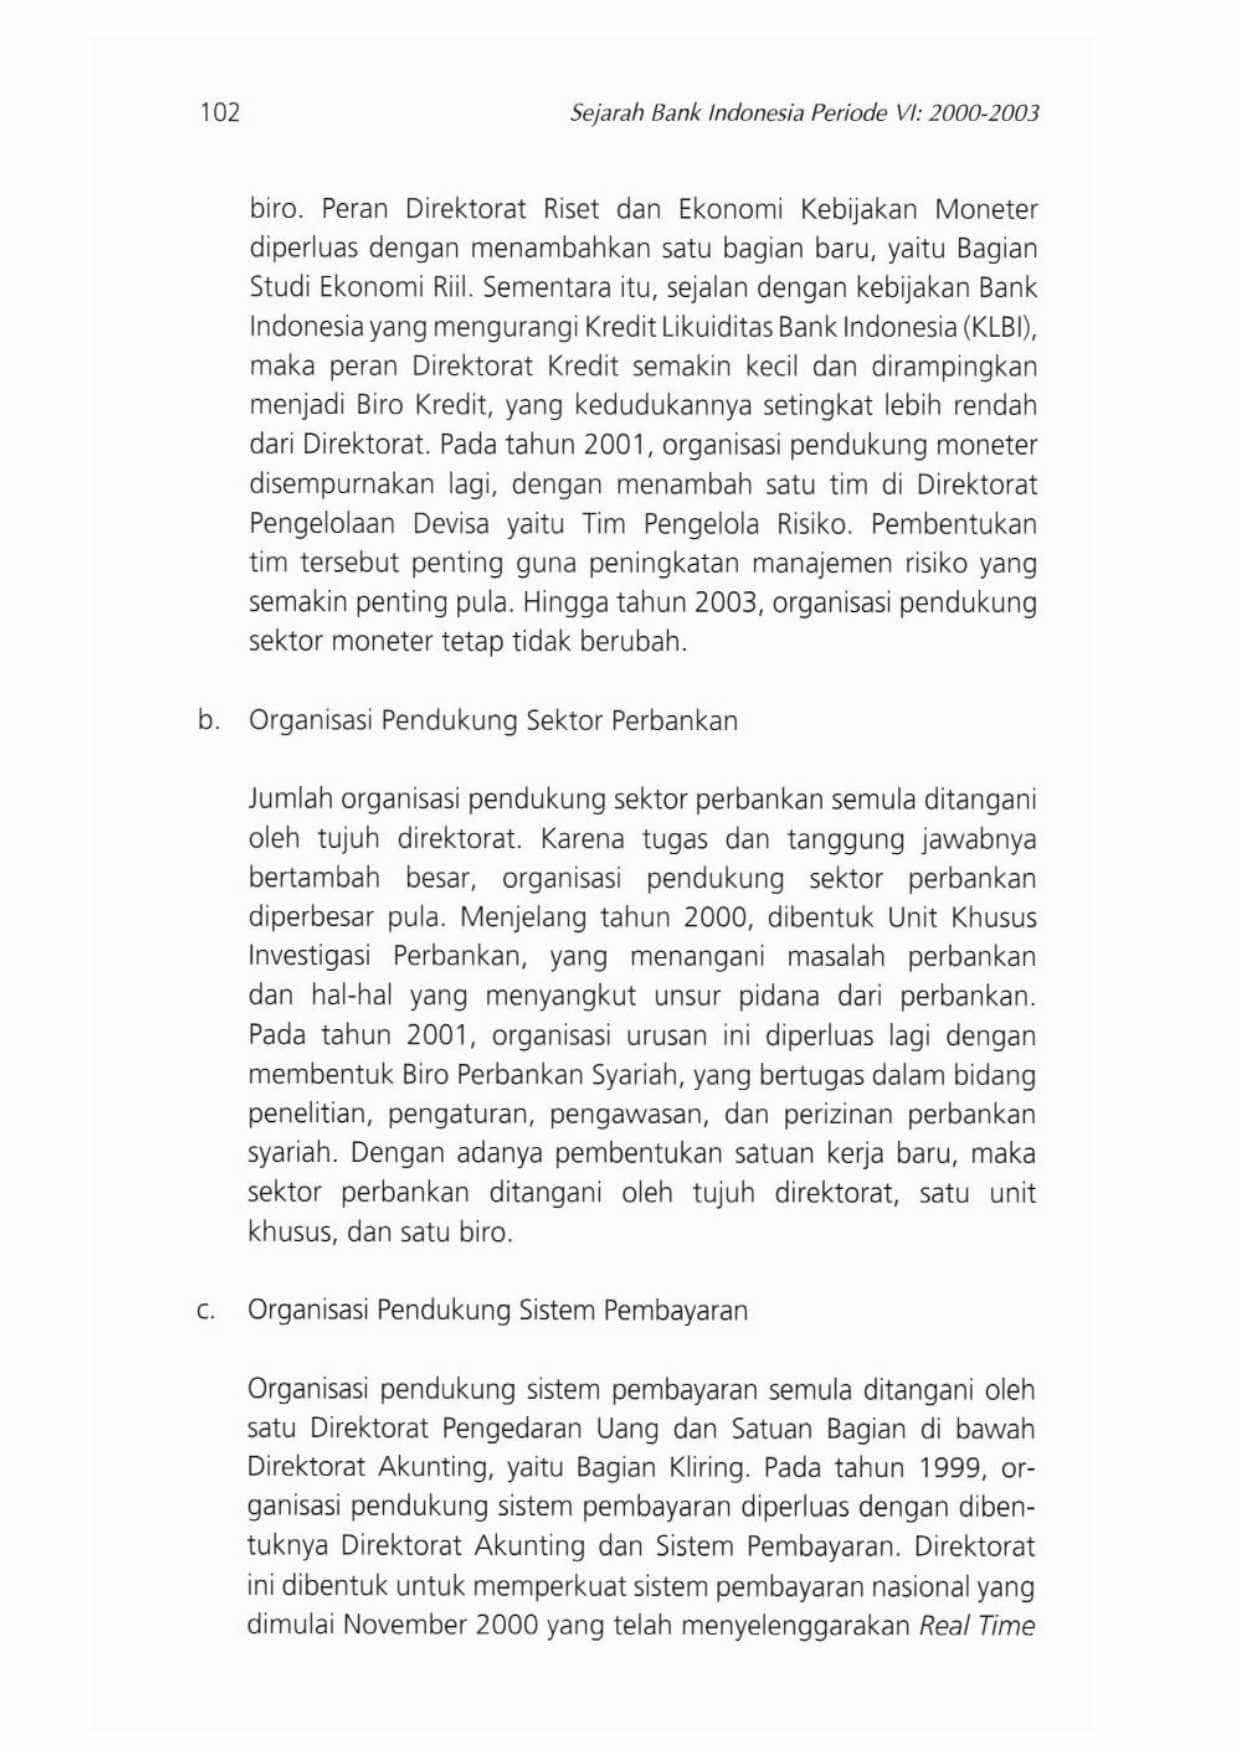 102
Sejarah Bank Indonesia Periode VI: 2000-2003
biro. Peran Direktorat Riset dan Ekonomi Kebijakan Moneter
diperluas dengan menambahkan satu bagian baru, yaitu Bagian
Studi Ekonomi Riil. Sementara itu, sejalan dengan kebijakan Bank
Indonesia yang mengurangi Kredit Likuiditas Bank Indonesia (KLBI),
maka peran Direktorat Kredit semakin kecil dan dirampingkan
menjadi Biro Kredit, yang kedudukannya setingkat lebih rendah
dari Direktorat. Pada tahun 2001, organisasi pendukung moneter
disempurnakan lagi, dengan menambah satu tim di Direktorat
Pengelolaan Devisa yaitu Tim Pengelola Risiko. Pembentukan
tim tersebut penting guna peningkatan manajemen risiko yang
semakin penting pula. Hingga tahun 2003, organisasi pendukung
sektor moneter tetap tidak berubah.
b. Organisasi Pendukung Sektor Perbankan
Jumlah organisasi pendukung sektor perbankan semula ditangani
oleh tujuh direktorat. Karena tugas dan tanggung jawabnya
bertambah besar, organisasi pendukung sektor perbankan
diperbesar pula. Menjelang tahun 2000, dibentuk Unit Khusus
Investigasi Perbankan, yang menangani masalah perbankan
dan hal-hal yang menyangkut unsur pidana dari perbankan.
Pada tahun 2001, organisasi urusan ini diperluas lagi dengan
membentuk Biro Perbankan Syariah, yang bertugas dalam bidang
penelitian, pengaturan, pengawasan, dan perizinan perbankan
syariah. Dengan adanya pembentukan satuan kerja baru, maka
sektor perbankan ditangani oleh tujuh direktorat, satu unit
khusus, dan satu biro.
c. Organisasi Pendukung Sistem Pembayaran
Organisasi pendukung sistem pembayaran semula ditangani oleh
satu Direktorat Pengedaran Uang dan Satuan Bagian di bawah
Direktorat Akunting, yaitu Bagian Kliring. Pada tahun 1999, or-
ganisasi pendukung sistem pembayaran diperluas dengan diben-
tuknya Direktorat Akunting dan Sistem Pembayaran. Direktorat
ini dibentuk untuk memperkuat sistem pembayaran nasional yang
dimulai November 2000 yang telah menyelenggarakan Real Time